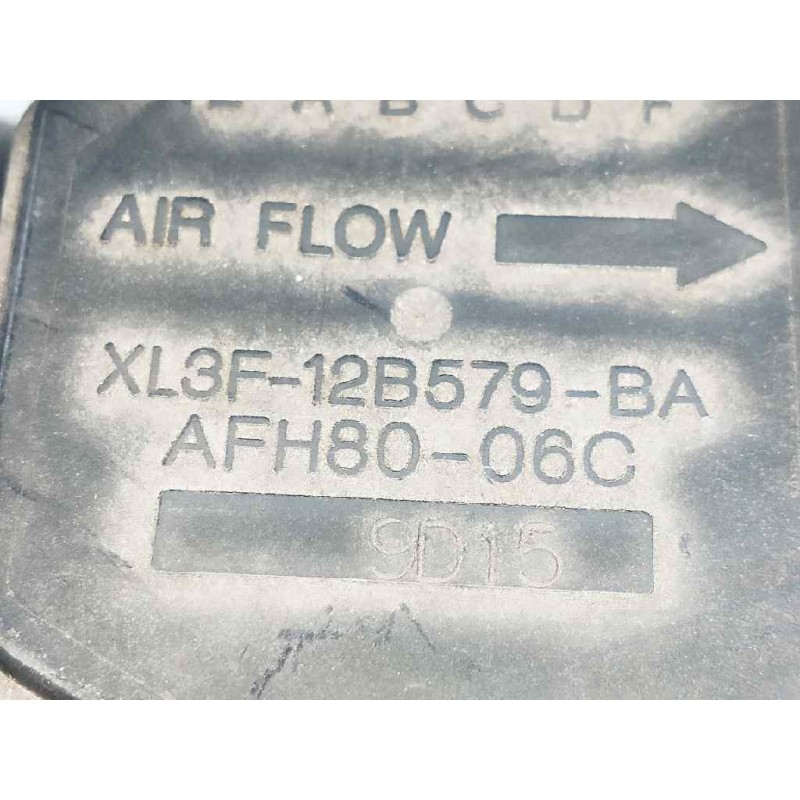 A B C D F
AIR FLOW
XL3F-12B579-BA
AFH80-06C
9D15